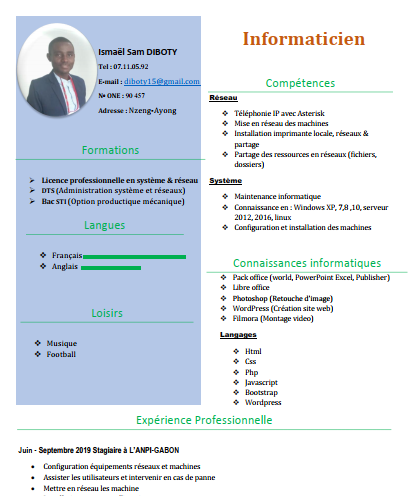 Ismaël Sam DIBOTY
Tel : 07.11.05.92
E-mail : diboty15@gmail.com
N• ONE : 90 457
Adresse : Nzeng-Ayong
Formations
Licence professionnelle en système & réseau
DTS (Administration système et réseaux)
Bac STI (Option productique mécanique)
Langues
Français
Anglais
Loisirs
Musique
Football
Informaticien
Compétences
Réseau
Téléphonie IP avec Asterisk
Mise en réseau des machines
Installation imprimante locale, réseaux &
partage
Partage des ressources en réseaux (fichiers,
dossiers)
Système
Maintenance informatique
Connaissance en : Windows XP, 7,8 ,10, serveur
2012, 2016, linux
Configuration et installation des machines
Connaissances informatiques
Pack office (world, PowerPoint Excel, Publisher)
Libre office
Photoshop (Retouche d'image)
WordPress (Création site web)
Filmora (Montage video)
Langages
Html
Css
Php
Javascript
Bootstrap
Wordpress
Expérience Professionnelle
Juin - Septembre 2019 Stagiaire à L'ANPI-GABON
Configuration équipements réseaux et machines
Assister les utilisateurs et intervenir en cas de panne
Mettre en réseau les machine